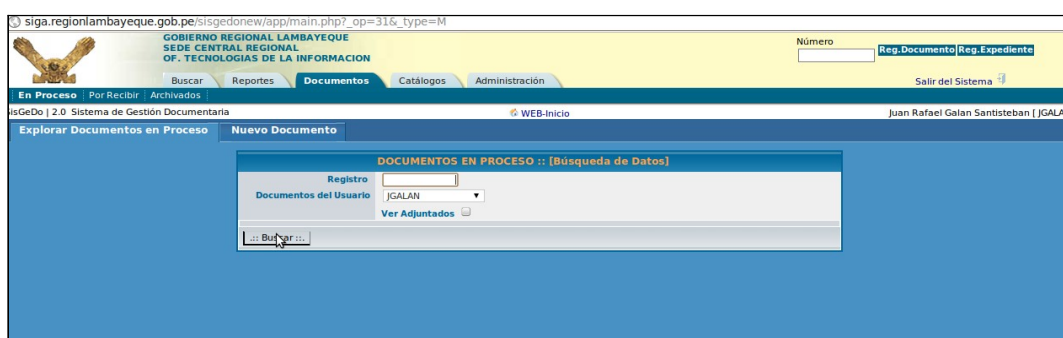 siga.regionlambayeque.gob.pe/sisgedonew/app/main.php?_op=31&_type=M
GOBIERNO REGIONAL LAMBAYEQUE
SEDE CENTRAL REGIONAL
OF. TECNOLOGIAS DE LA INFORMACION
Número
Reg.Documento Reg.Expediente
Buscar Reportes Documentos Catálogos Administración
Salir del Sistema
En Proceso Por Recibir Archivados
isGeDo | 2.0 Sistema de Gestión Documentaria WEB-Inicio Juan Rafael Galan Santisteban [ JGALA
Explorar Documentos en Proceso Nuevo Documento
DOCUMENTOS EN PROCESO :: [Búsqueda de Datos]
Registro
Documentos del Usuario JGALAN
Ver Adjuntados
.:: Buscar ::.